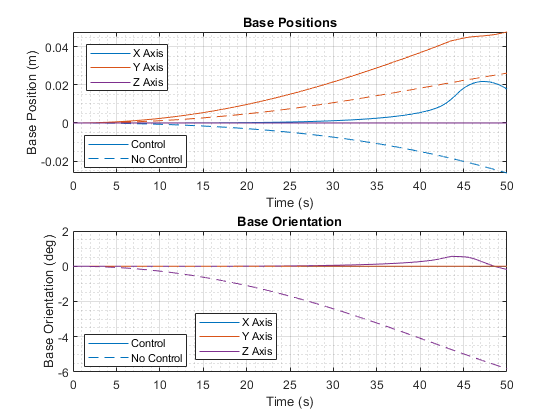 Base Positions
Base Position (m)
0.04
0.02
0
-0.02
X Axis
Y Axis
Z Axis
Control
No Control
0 5 10 15 20 25 30 35 40 45 50
Time (s)
Base Orientation
Base Orientation (deg)
2
0
-2
-4
-6
X Axis
Y Axis
Z Axis
Control
No Control
0 5 10 15 20 25 30 35 40 45 50
Time (s)